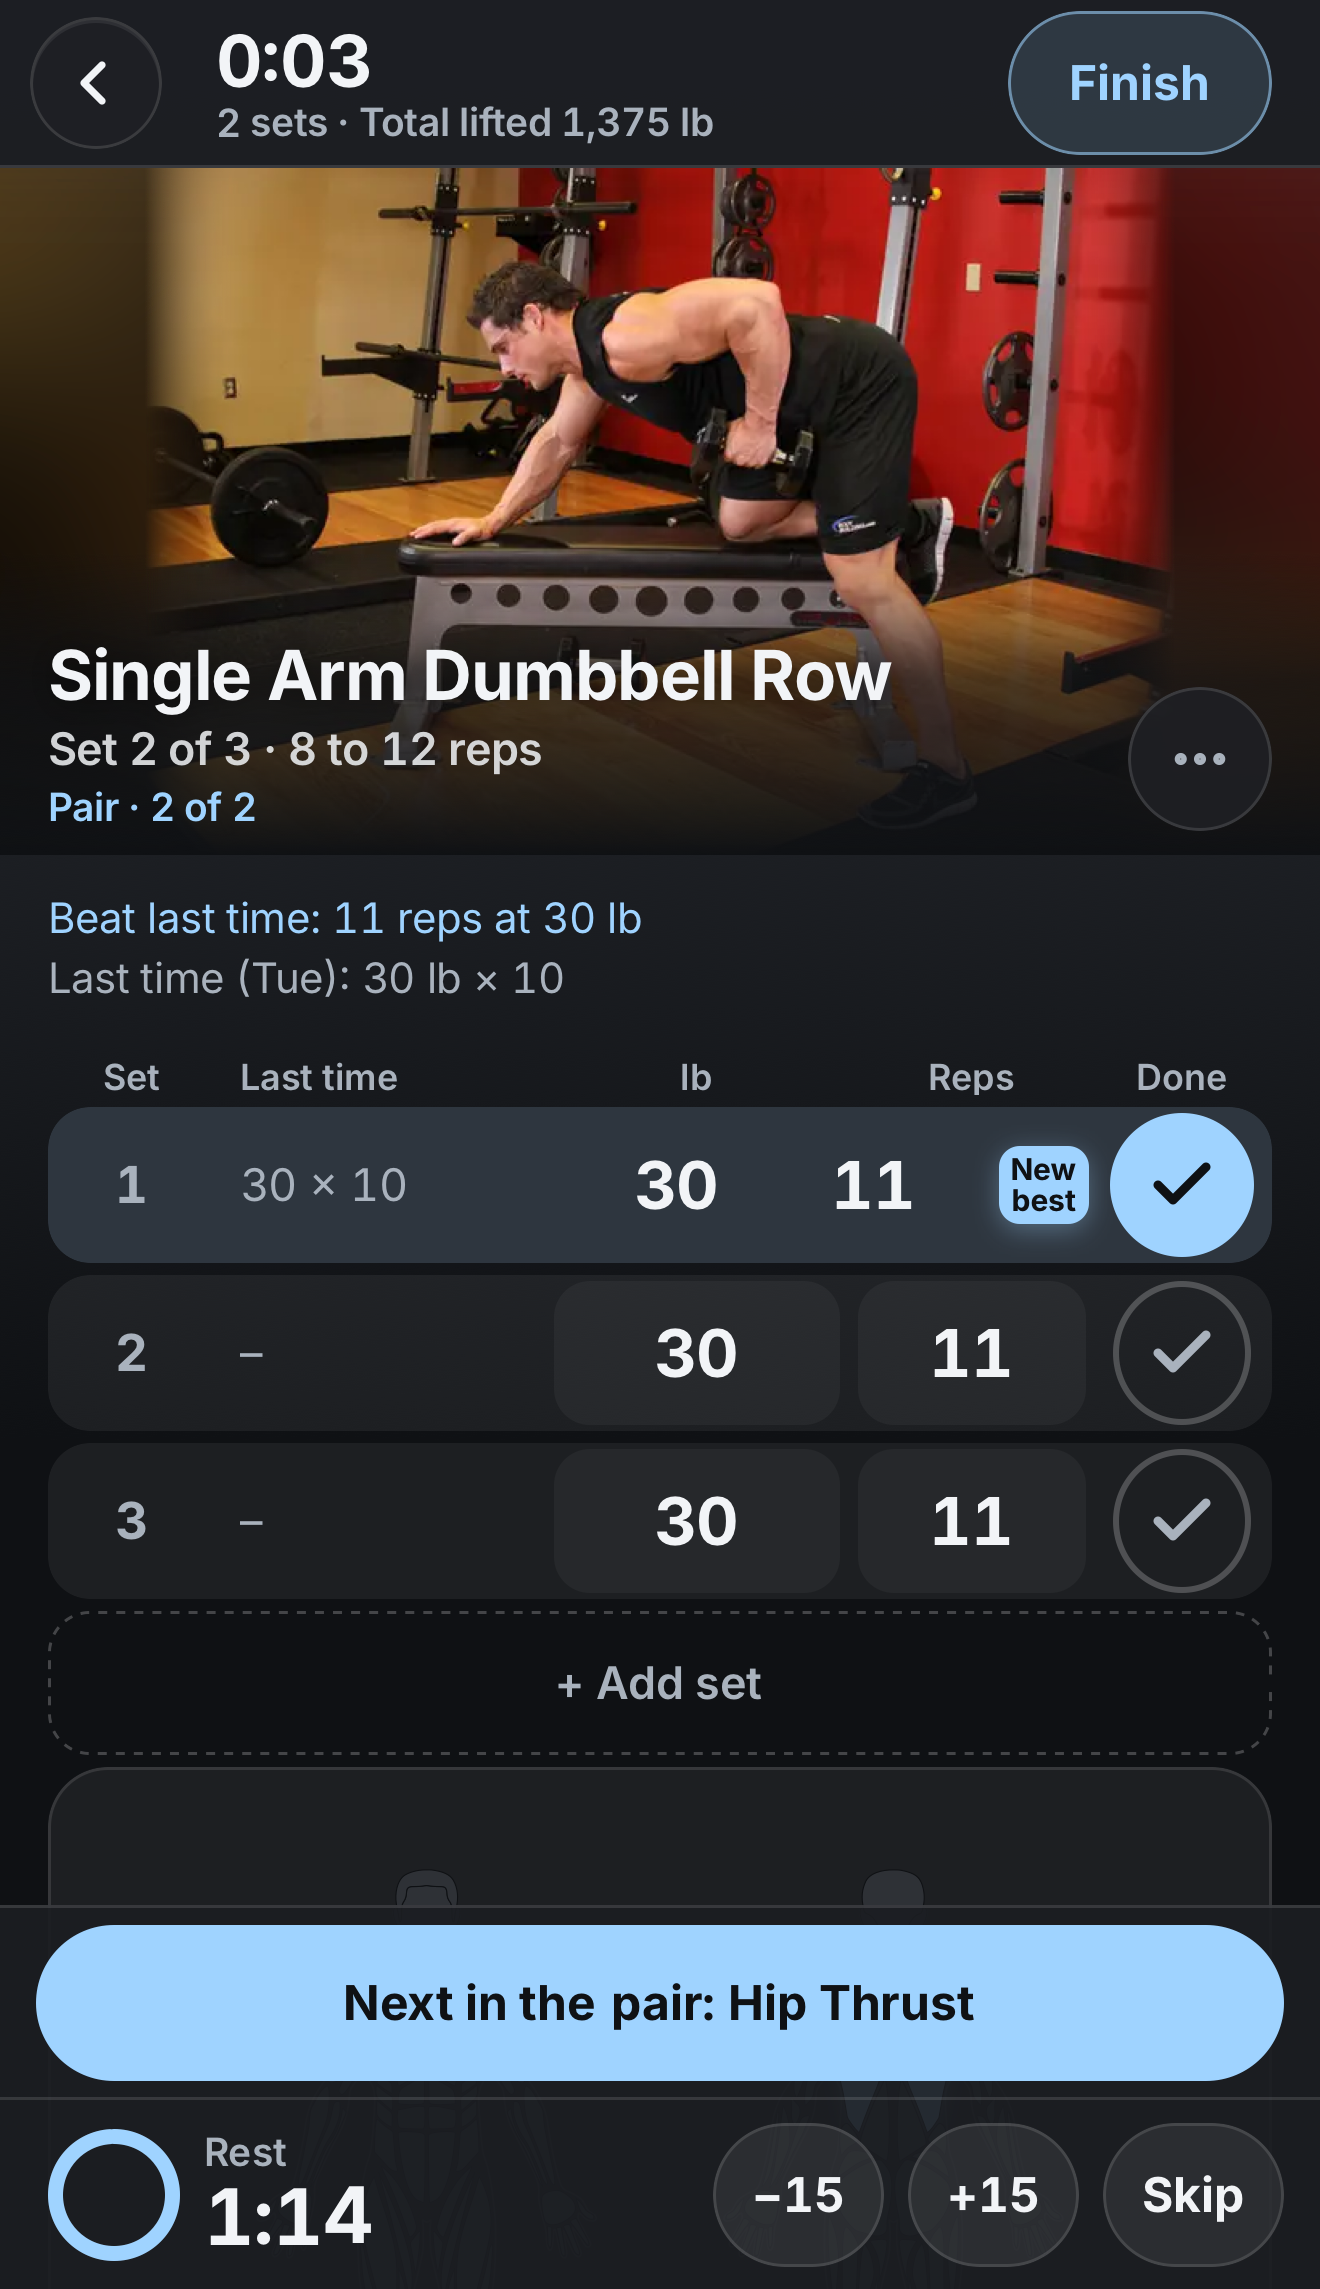 0:03
2 sets · Total lifted 1,375 lb
Finish
Single Arm Dumbbell Row
Set 2 of 3 · 8 to 12 reps
Pair · 2 of 2
Beat last time: 11 reps at 30 lb
Last time (Tue): 30 lb × 10
Set Last time lb Reps Done
1 30 × 10 30 11 New best
2 – 30 11
3 – 30 11
+ Add set
Next in the pair: Hip Thrust
Rest
1:14
–15 +15 Skip